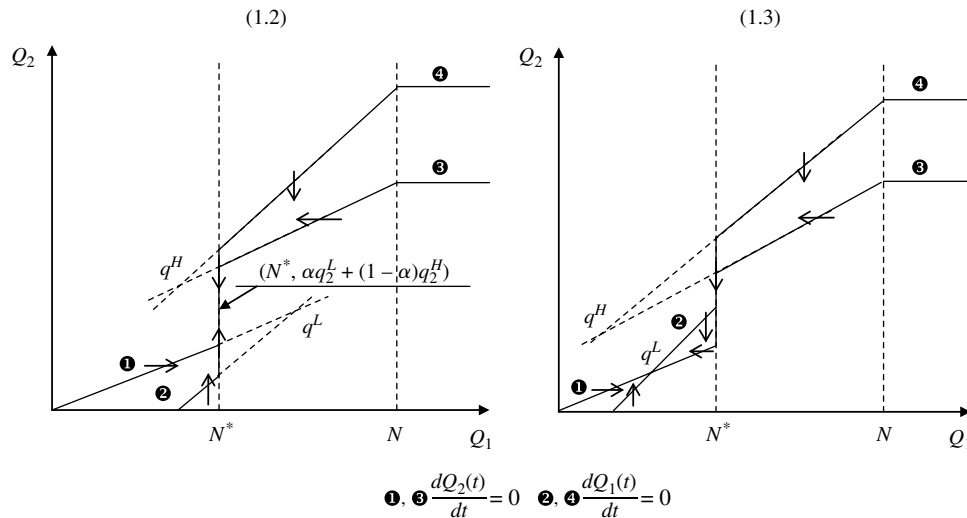 (1.2)
Q₂
❹
❸
qᴴ
(N*, αq₂ᴸ + (1 – α)q₂ᴴ)
qᴸ
❶
❷
N*
N
Q₁
(1.3)
Q₂
❹
❸
qᴴ
❷
qᴸ
❶
N*
N
Q₁
❶, ❸ dQ₂(t)/dt = 0 ❷, ❹ dQ₁(t)/dt = 0